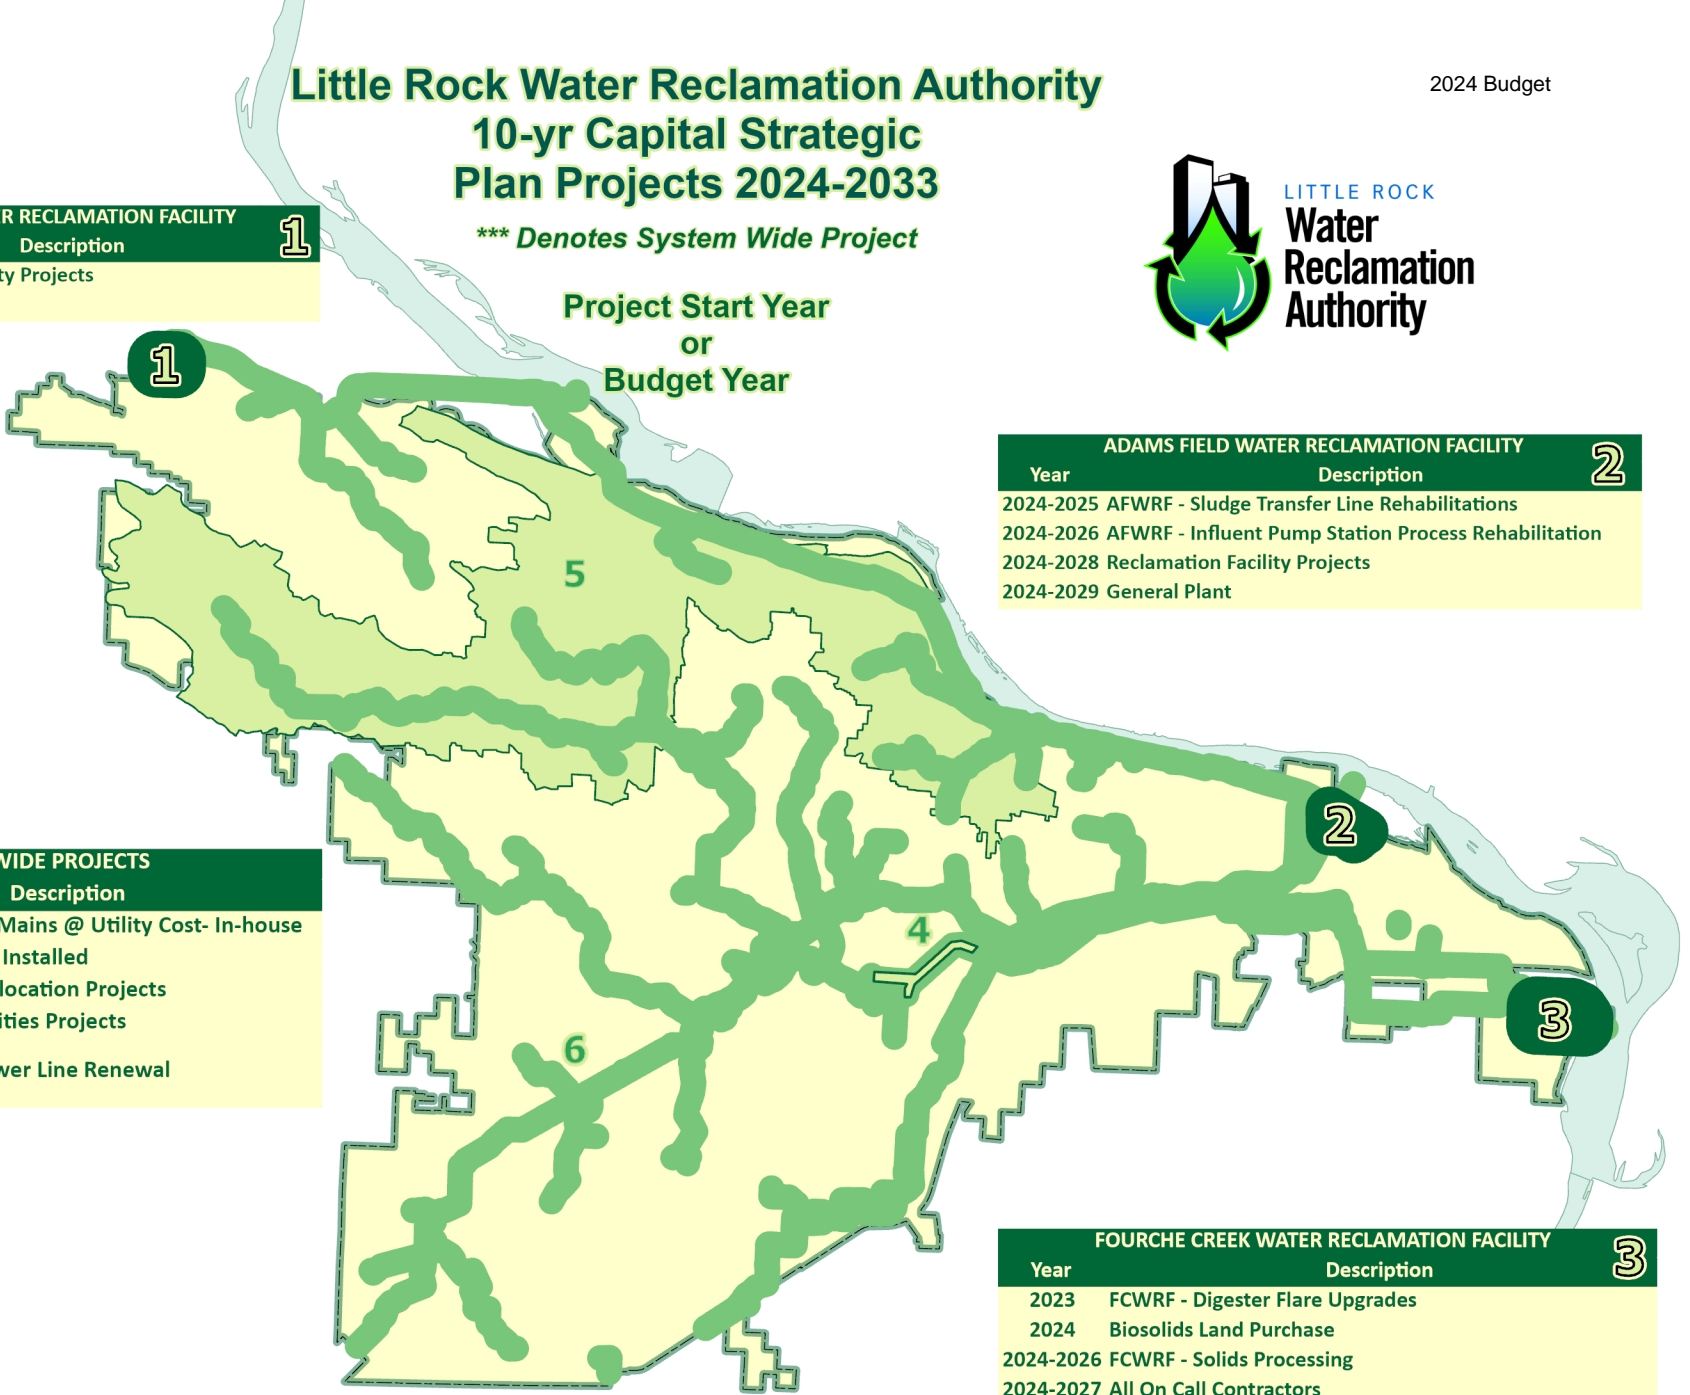 Little Rock Water Reclamation Authority
10-yr Capital Strategic
Plan Projects 2024-2033
*** Denotes System Wide Project
Project Start Year
or
Budget Year
2024 Budget
LITTLE ROCK
Water
Reclamation
Authority
R RECLAMATION FACILITY
1
Description
ty Projects
1
ADAMS FIELD WATER RECLAMATION FACILITY
2
Year Description
2024-2025 AFWRF - Sludge Transfer Line Rehabilitations
2024-2026 AFWRF - Influent Pump Station Process Rehabilitation
2024-2028 Reclamation Facility Projects
2024-2029 General Plant
5
2
4
3
6
WIDE PROJECTS
Description
Mains @ Utility Cost- In-house
Installed
location Projects
ities Projects
wer Line Renewal
FOURCHE CREEK WATER RECLAMATION FACILITY
3
Year Description
2023 FCWRF - Digester Flare Upgrades
2024 Biosolids Land Purchase
2024-2026 FCWRF - Solids Processing
2024-2027 All On Call Contractors